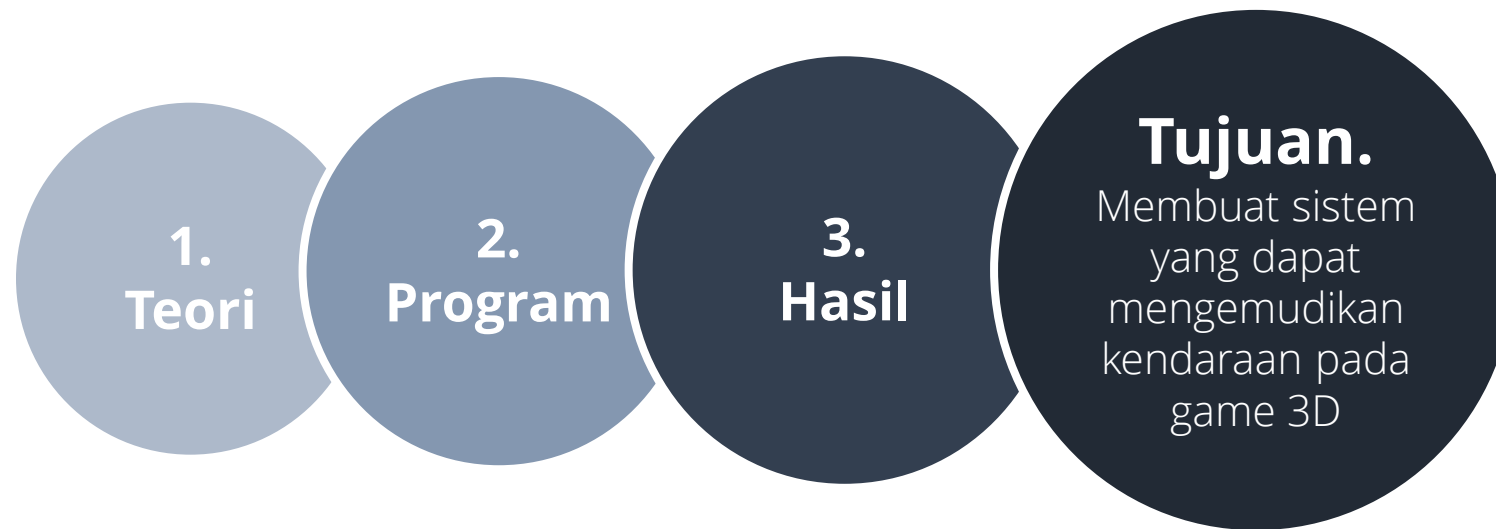 1.
Teori
2.
Program
3.
Hasil
Tujuan.
Membuat sistem
yang dapat
mengemudikan
kendaraan pada
game 3D